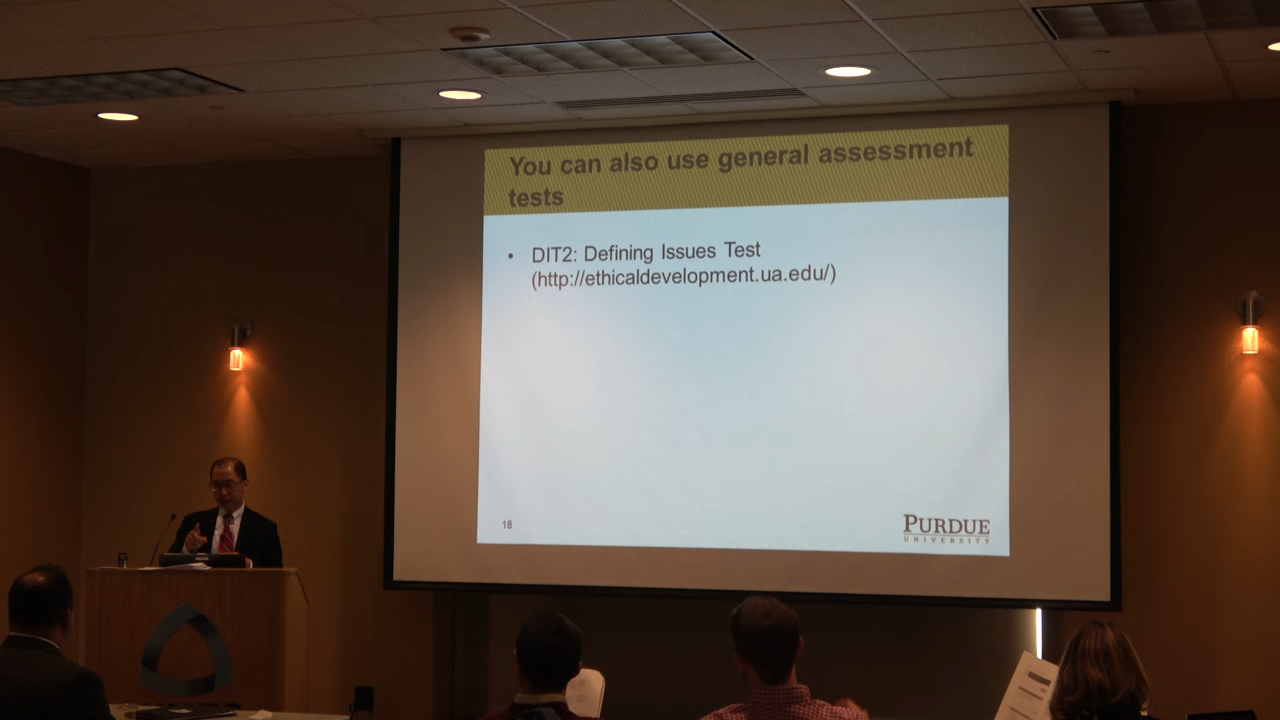 You can also use general assessment
tests
• DIT2: Defining Issues Test
(http://ethicaldevelopment.ua.edu/)
18
PURDUE
UNIVERSITY